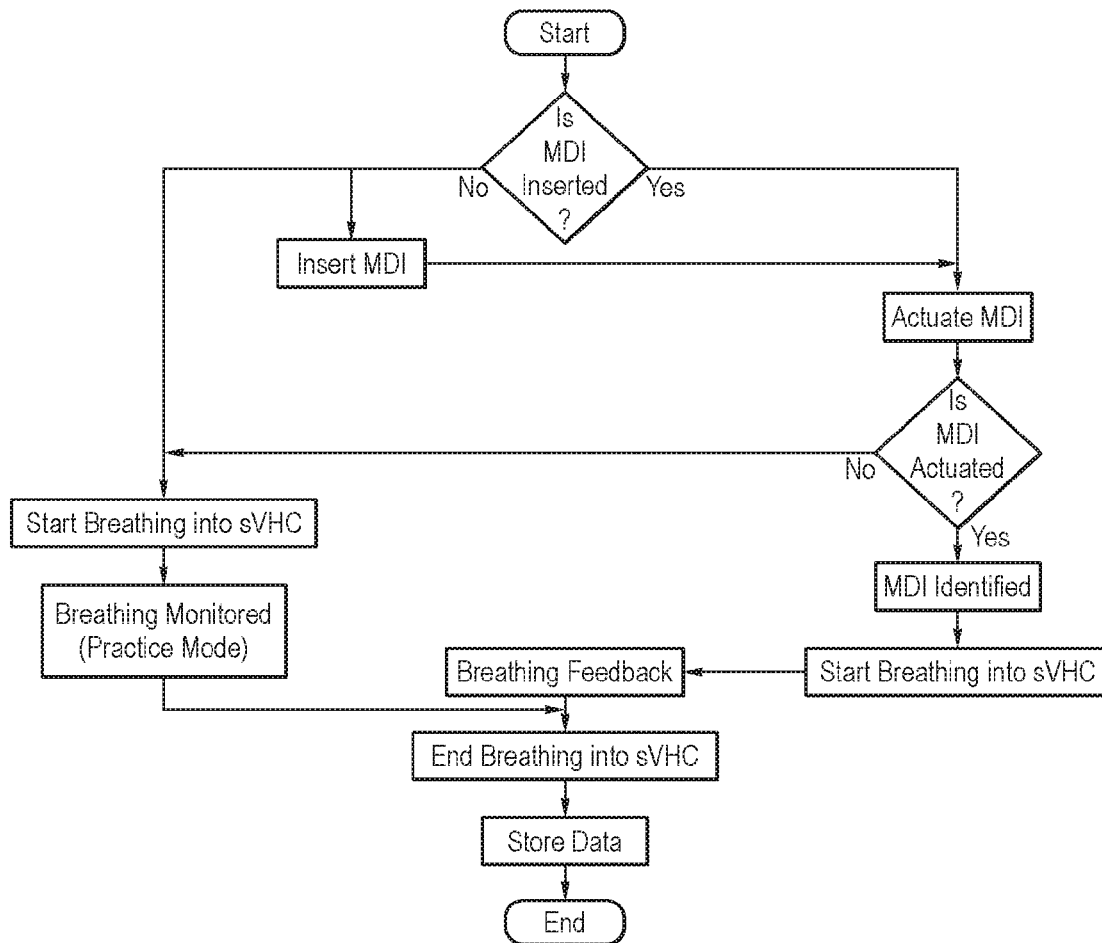 Start
Is
MDI
Inserted
?
No
Yes
Insert MDI
Actuate MDI
Is
MDI
Actuated
?
No
Yes
Start Breathing into sVHC
MDI Identified
Breathing Monitored
(Practice Mode)
Start Breathing into sVHC
Breathing Feedback
End Breathing into sVHC
Store Data
End